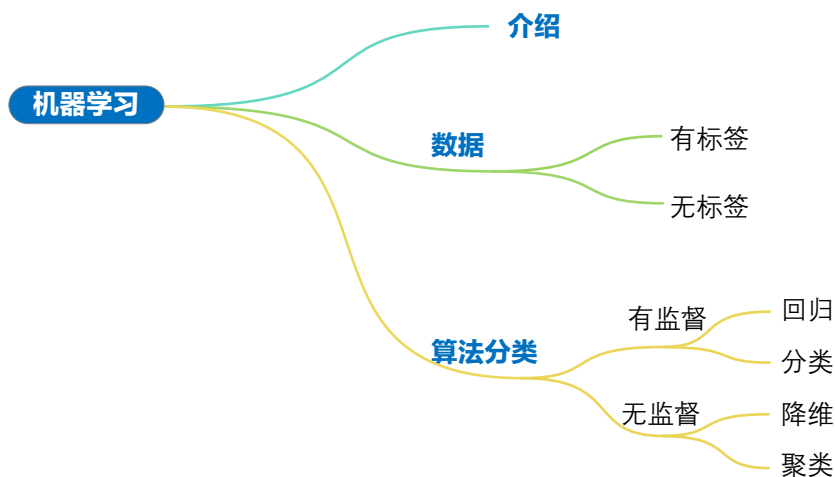 介绍
机器学习
数据
有标签
无标签
算法分类
有监督
回归
分类
无监督
降维
聚类